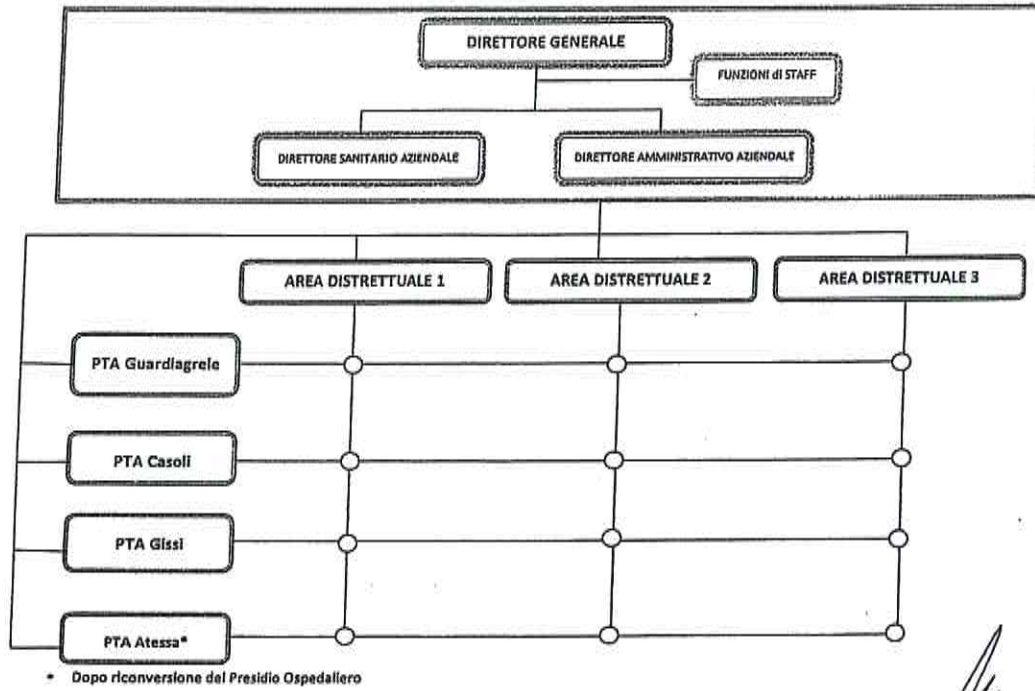 DIRETTORE GENERALE
FUNZIONI di STAFF
DIRETTORE SANITARIO AZIENDALE
DIRETTORE AMMINISTRATIVO AZIENDALE
AREA DISTRETTUALE 1
AREA DISTRETTUALE 2
AREA DISTRETTUALE 3
PTA Guardiagrele
PTA Casoli
PTA Gissi
PTA Atessa*
* Dopo riconversione del Presidio Ospedaliero